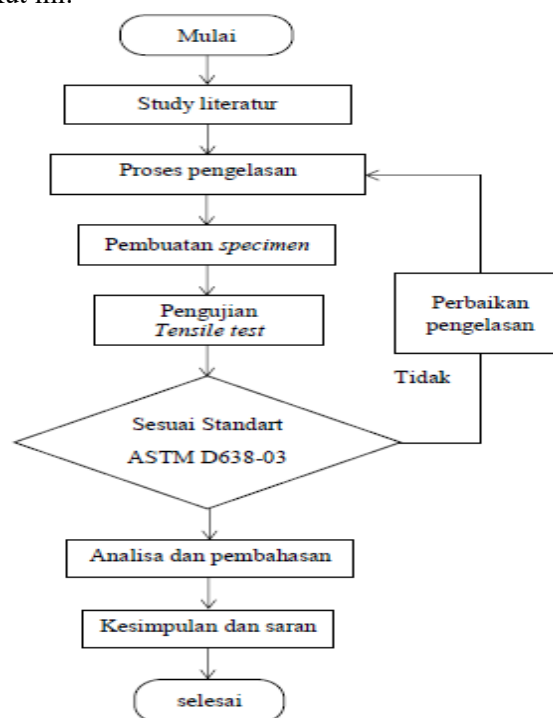 Mulai
Study literatur
Proses pengelasan
Pembuatan specimen
Pengujian
Tensile test
Perbaikan
pengelasan
Tidak
Sesuai Standart
ASTM D638-03
Analisa dan pembahasan
Kesimpulan dan saran
selesai